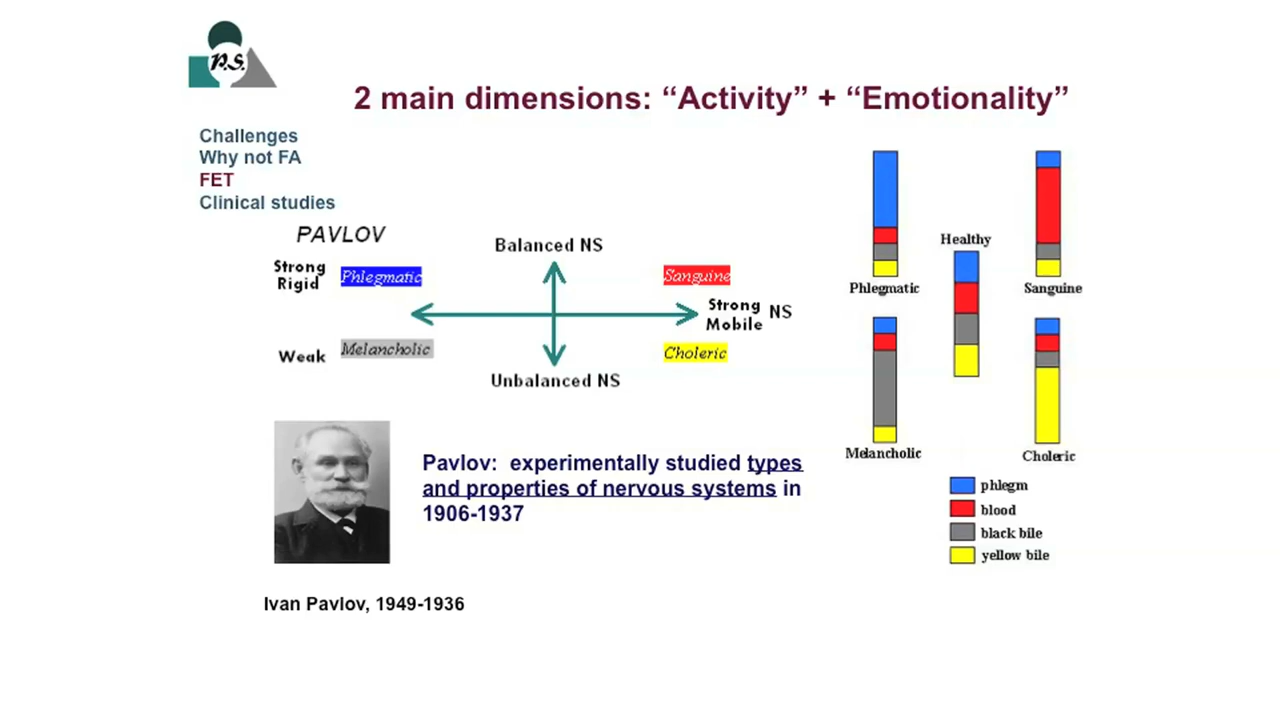 P.S.
2 main dimensions: “Activity” + “Emotionality”
Challenges
Why not FA
FET
Clinical studies
PAVLOV
Balanced NS
Strong
Rigid
Phlegmatic
Sanguine
Strong
Mobile
NS
Weak
Melancholic
Choleric
Unbalanced NS
Pavlov: experimentally studied types
and properties of nervous systems in
1906-1937
Ivan Pavlov, 1949-1936
Healthy
Phlegmatic
Sanguine
Melancholic
Choleric
phlegm
blood
black bile
yellow bile